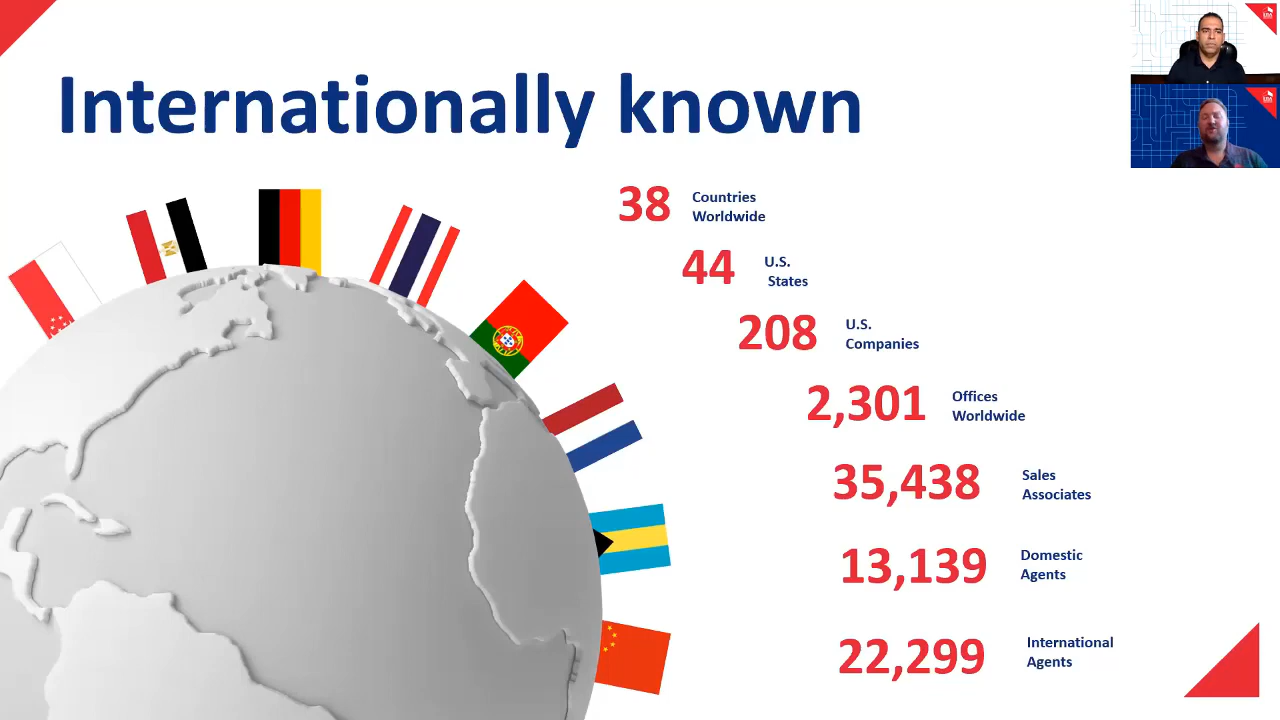 Internationally known
38
Countries
Worldwide
44
U.S.
States
208
U.S.
Companies
2,301
Offices
Worldwide
35,438
Sales
Associates
13,139
Domestic
Agents
22,299
International
Agents